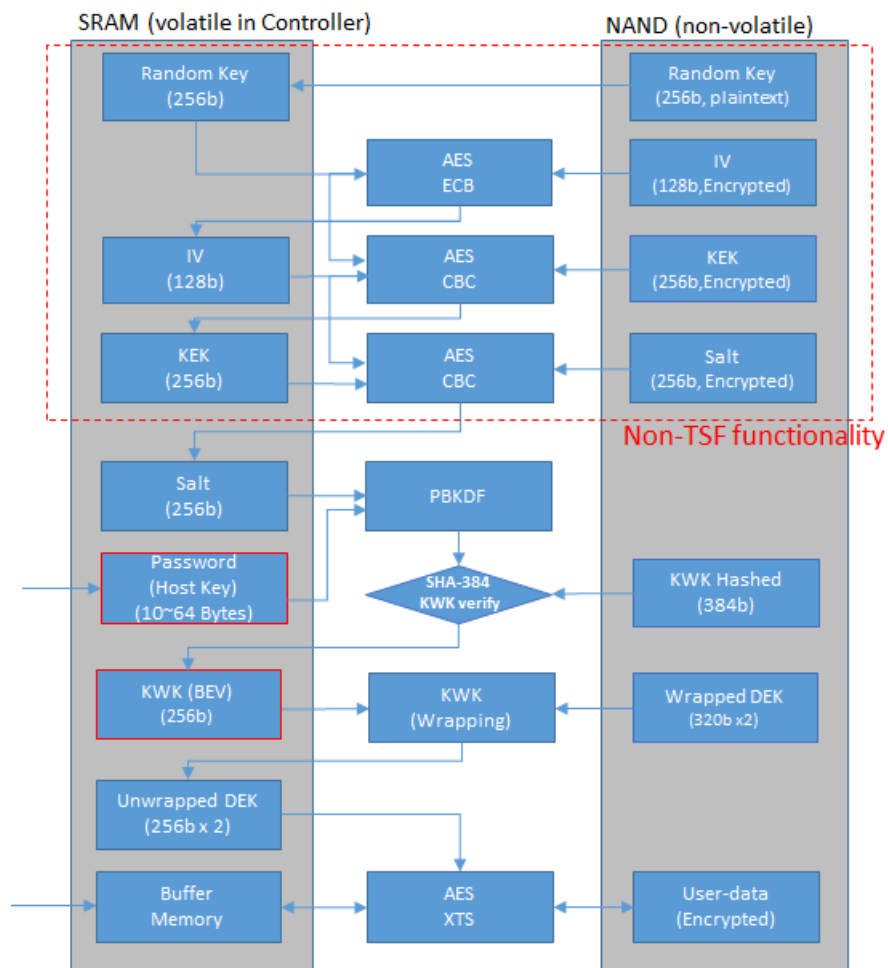 SRAM (volatile in Controller)
NAND (non-volatile)
Random Key
(256b)
Random Key
(256b, plaintext)
AES
ECB
IV
(128b,Encrypted)
IV
(128b)
AES
CBC
KEK
(256b,Encrypted)
KEK
(256b)
AES
CBC
Salt
(256b, Encrypted)
Non-TSF functionality
Salt
(256b)
PBKDF
Password
(Host Key)
(10~64 Bytes)
SHA-384
KWK verify
KWK Hashed
(384b)
KWK (BEV)
(256b)
KWK
(Wrapping)
Wrapped DEK
(320b x2)
Unwrapped DEK
(256b x 2)
Buffer
Memory
AES
XTS
User-data
(Encrypted)